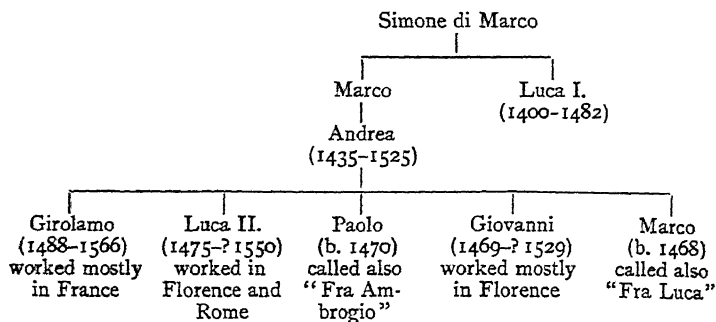 Simone di Marco
Marco
Luca I.
(1400–1482)
Andrea
(1435–1525)
Girolamo
(1488–1566)
worked mostly
in France
Luca II.
(1475–? 1550)
worked in
Florence and
Rome
Paolo
(b. 1470)
called also
“Fra Am-
brogio”
Giovanni
(1469–? 1529)
worked mostly
in Florence
Marco
(b. 1468)
called also
“Fra Luca”